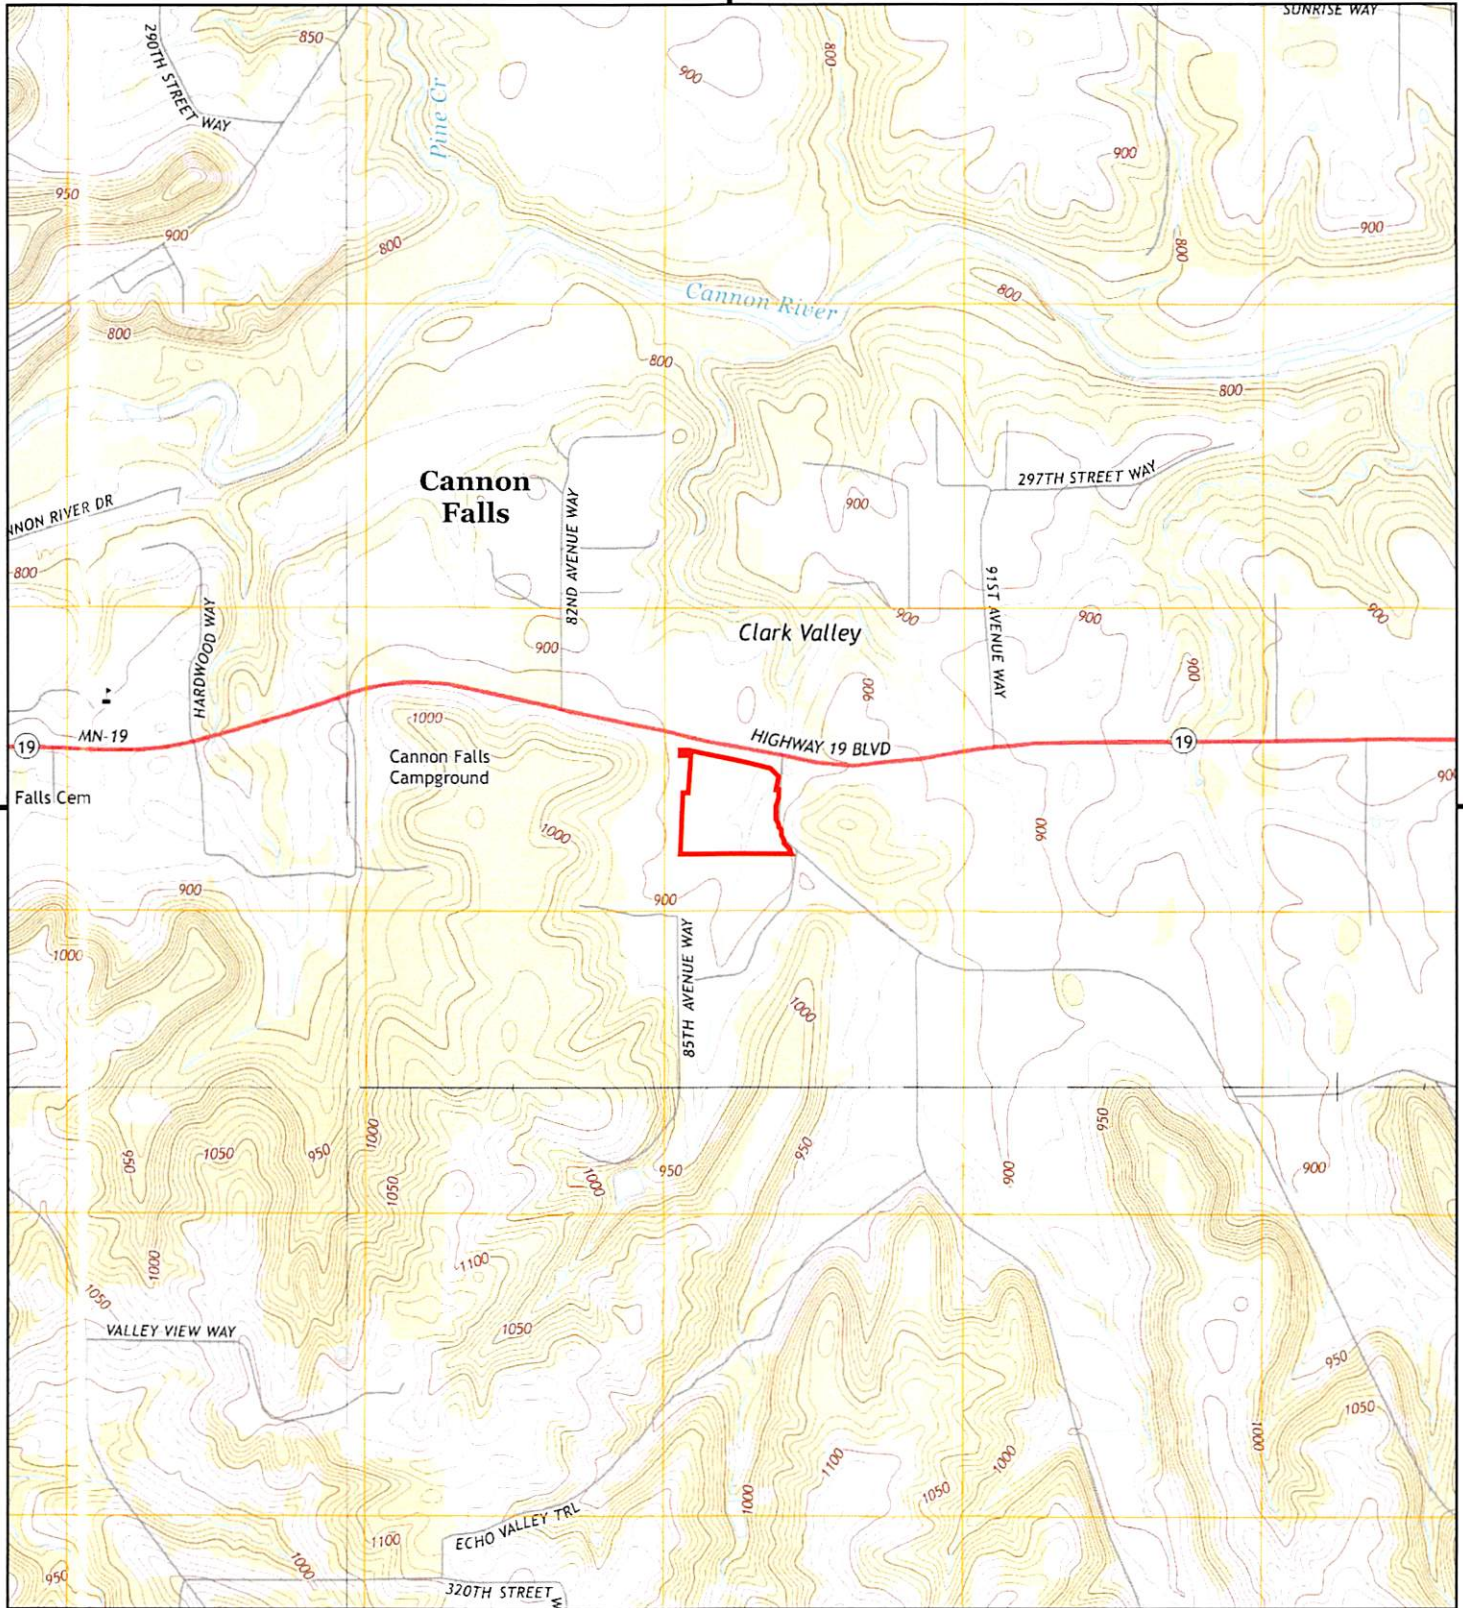 SUNRISE WAY
290TH STREET WAY
850
900
800
Pine Cr
900
950
900
800
900
800
Cannon River
800
800
800
800
Cannon
Falls
297TH STREET WAY
900
NNON RIVER DR
82ND AVENUE WAY
800
91ST AVENUE WAY
HARDWOOD WAY
900
900
900
Clark Valley
900
900
900
1000
19
MN-19
HIGHWAY 19 BLVD
19
Cannon Falls
Campground
900
Falls Cem
1000
900
900
900
85TH AVENUE WAY
1000
1000
1000
950
950
1050
950
1050
1000
950
950
900
900
1000
1100
1050
1050
VALLEY VIEW WAY
950
1050
1000
1100
1000
1050
1000
ECHO VALLEY TRL
1100
1000
950
320TH STREET W